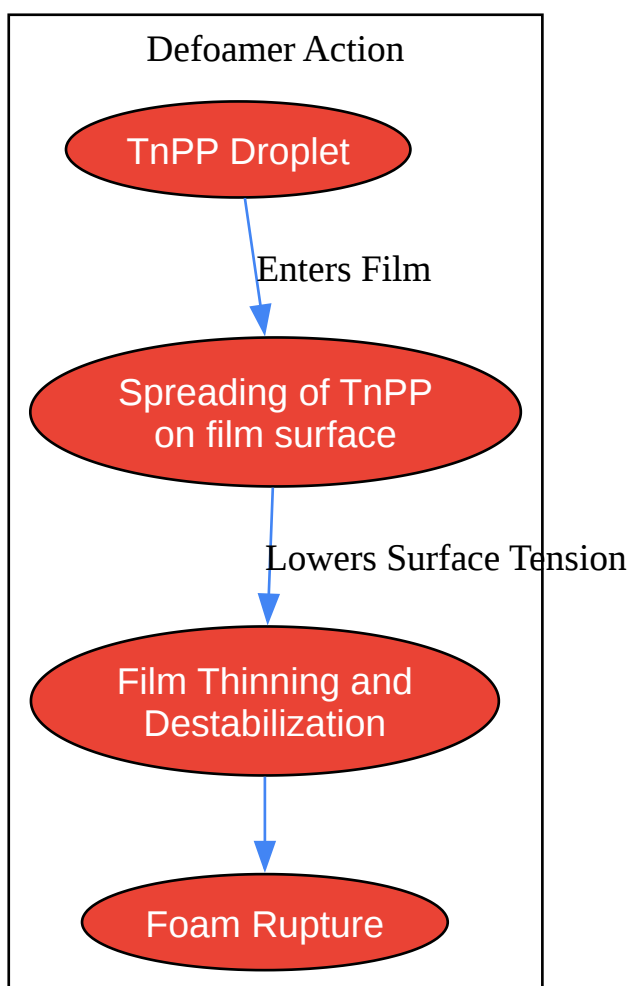 Defoamer Action
TnPP Droplet
Enters Film
Spreading of TnPP
on film surface
Lowers Surface Tension
Film Thinning and
Destabilization
Foam Rupture